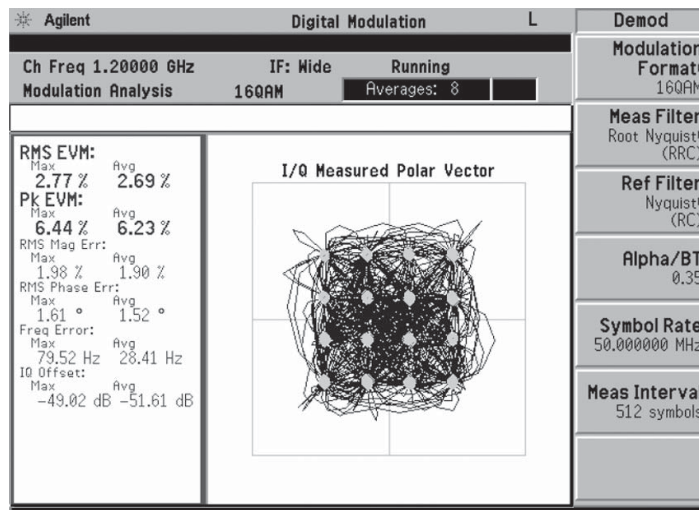 Agilent Digital Modulation L
Ch Freq 1.20000 GHz IF: Wide Running
Modulation Analysis 16QAM Averages: 8
RMS EVM:
Max Avg
2.77 % 2.69 %
Pk EVM:
Max Avg
6.44 % 6.23 %
RMS Mag Err:
Max Avg
1.98 % 1.90 %
RMS Phase Err:
Max Avg
1.61 ° 1.52 °
Freq Error:
Max Avg
79.52 Hz 28.41 Hz
IQ Offset:
Max Avg
-49.02 dB -51.61 dB
I/Q Measured Polar Vector
Demod
Modulation
Format
16QAM
Meas Filter
Root Nyquist
(RRC)
Ref Filter
Nyquist
(RC)
Alpha/BT
0.35
Symbol Rate
50.000000 MHz
Meas Interva
512 symbols